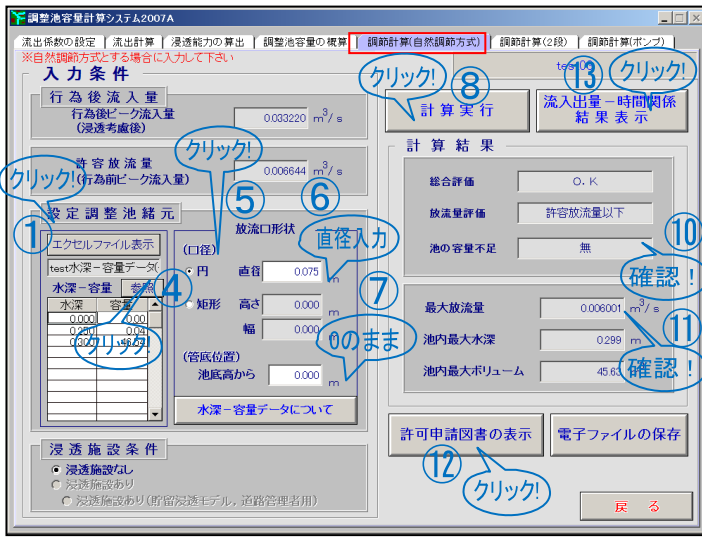 調整池容量計算システム2007A
流出係数の設定 流出計算 浸透能力の算出 調整池容量の概算 調節計算(自然調節方式) 調節計算(2段) 調節計算(ポンプ)
※自然調節方式とする場合に入力して下さい
入力条件
行為後流入量
行為後ピーク流入量
(浸透考慮後)
0.033220 m3/s
許容放流量
(行為前ピーク流入量)
0.006644 m3/s
クリック!
クリック!
①
⑤
⑥
設定調整池緒元
エクセルファイル表示
test水深-容量データ(
水深-容量 参照
④
水深 容量
0.000 0.00
0.04
クリック!
放流口形状
(口径)
円 直径 0.075 m
直径入力
矩形 高さ 0.000 m
幅 0.000 m
⑦
0のまま
(管底位置)
池底高から 0.000 m
水深-容量データについて
浸透施設条件
浸透施設なし
浸透施設あり
浸透施設あり(貯留浸透モデル,道路管理者用)
クリック!
⑧
計算実行
⑬
クリック!
流入出量-時間関係
結果表示
計算結果
総合評価 O.K
放流量評価 許容放流量以下
池の容量不足 無
⑩
確認!
最大放流量 0.006001 m3/s
池内最大水深 0.299 m
池内最大ボリューム 45.63
⑪
確認!
許可申請図書の表示
電子ファイルの保存
⑫
クリック!
戻る